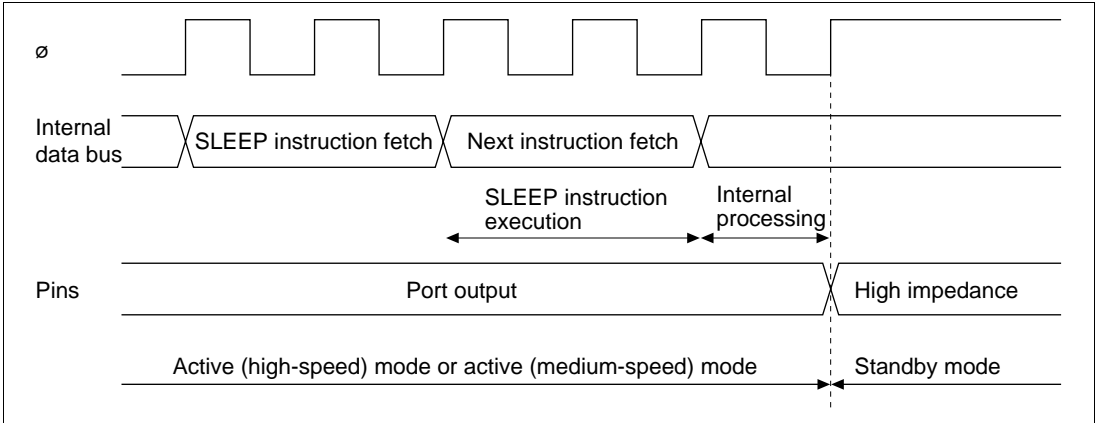 ø
Internal
data bus
SLEEP instruction fetch
Next instruction fetch
SLEEP instruction
execution
Internal
processing
Pins
Port output
High impedance
Active (high-speed) mode or active (medium-speed) mode
Standby mode